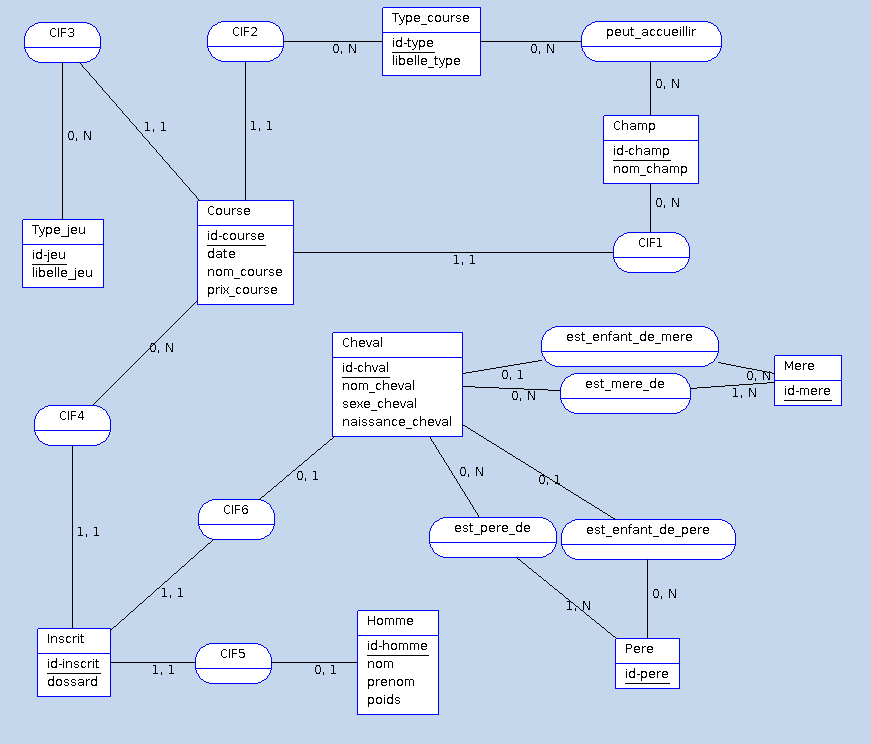 Type_course
id-type
libelle_type
CIF3
CIF2
peut_accueillir
0, N
0, N
0, N
1, 1
1, 1
0, N
Champ
id-champ
nom_champ
0, N
CIF1
1, 1
Type_jeu
id-jeu
libelle_jeu
Course
id-course
date
nom_course
prix_course
0, N
Cheval
id-chval
nom_cheval
sexe_cheval
naissance_cheval
est_enfant_de_mere
0, 1
0, N
est_mere_de
0, N
1, N
Mere
id-mere
CIF4
0, 1
0, N
0, 1
CIF6
est_pere_de
est_enfant_de_pere
1, 1
1, 1
1, N
0, N
Inscrit
id-inscrit
dossard
1, 1
CIF5
0, 1
Homme
id-homme
nom
prenom
poids
Pere
id-pere